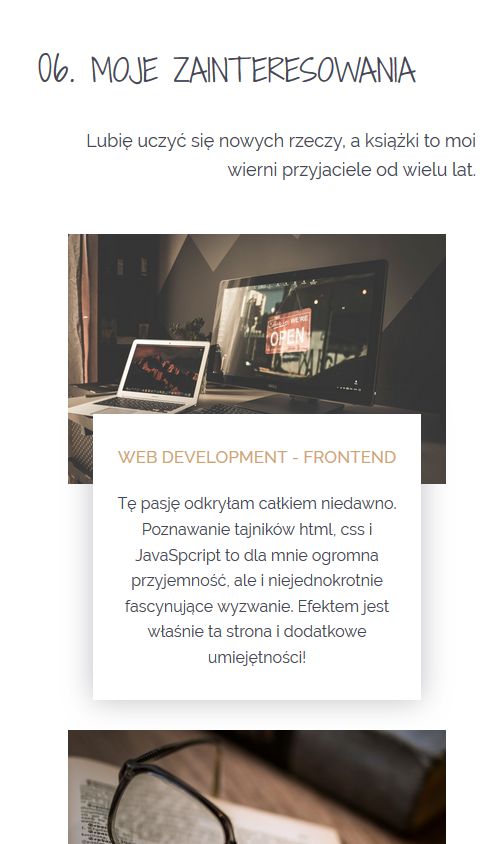 06. MOJE ZAINTERESOWANIA
Lubię uczyć się nowych rzeczy, a książki to moi
wierni przyjaciele od wielu lat.
WE'RE
OPEN
WEB DEVELOPMENT - FRONTEND
Tę pasję odkryłam całkiem niedawno.
Poznawanie tajników html, css i
JavaSpcript to dla mnie ogromna
przyjemność, ale i niejednokrotnie
fascynujące wyzwanie. Efektem jest
właśnie ta strona i dodatkowe
umiejętności!